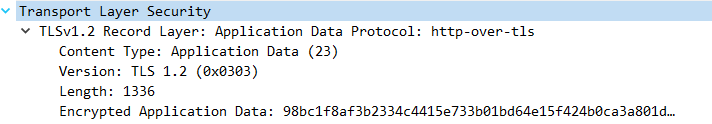 Transport Layer Security
TLSv1.2 Record Layer: Application Data Protocol: http-over-tls
Content Type: Application Data (23)
Version: TLS 1.2 (0x0303)
Length: 1336
Encrypted Application Data: 98bc1f8af3b2334c4415e733b01bd64e15f424b0ca3a801d…